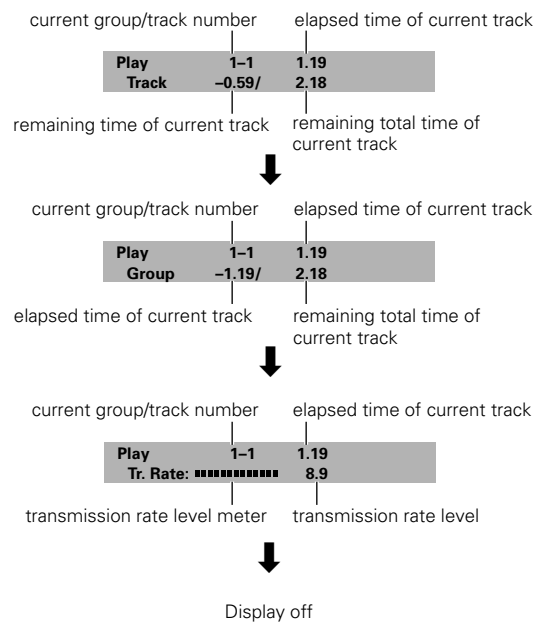 current group/track number elapsed time of current track
Play 1–1 1.19
Track –0.59/ 2.18
remaining time of current track remaining total time of
current track
current group/track number elapsed time of current track
Play 1–1 1.19
Group –1.19/ 2.18
elapsed time of current track remaining total time of
current track
current group/track number elapsed time of current track
Play 1–1 1.19
Tr. Rate: 8.9
transmission rate level meter transmission rate level
Display off